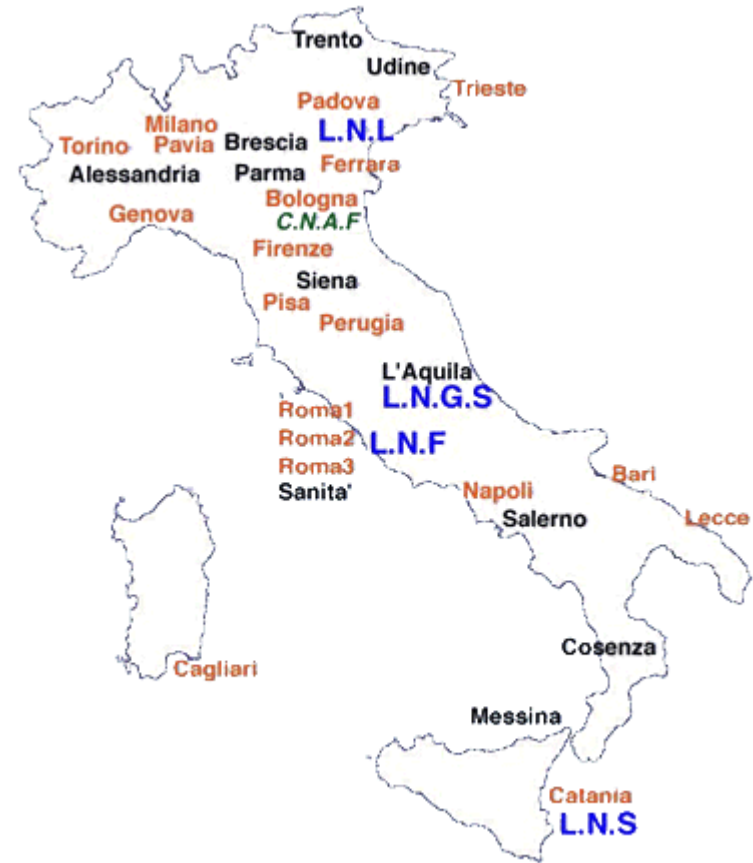 Trento
Udine
Trieste
Padova
Milano
L.N.L
Torino
Pavia
Brescia
Ferrara
Alessandria
Parma
Bologna
Genova
C.N.A.F
Firenze
Siena
Pisa
Perugia
L'Aquila
L.N.G.S
Roma1
Roma2
L.N.F
Roma3
Sanita'
Napoli
Bari
Salerno
Lecce
Cosenza
Cagliari
Messina
Catania
L.N.S